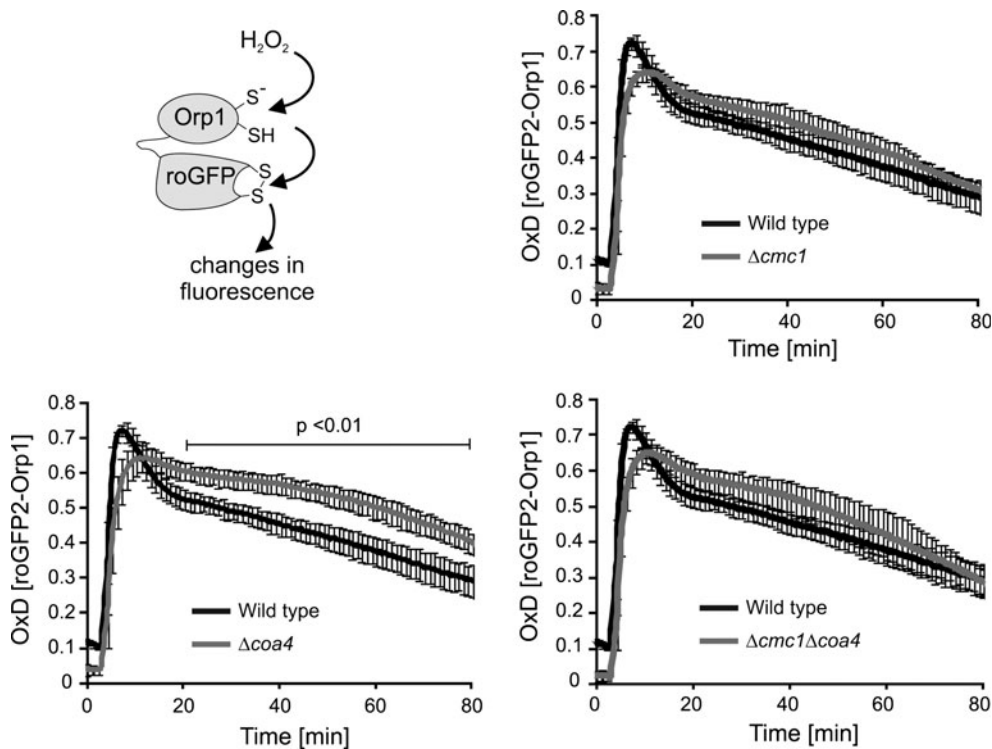 H₂O₂
S⁻
Orp1
SH
roGFP
S
S
changes in
fluorescence
OxD [roGFP2-Orp1]
0.8
0.7
0.6
0.5
0.4
0.3
0.2
0.1
0
Wild type
Δcmc1
0 20 40 60 80
Time [min]
OxD [roGFP2-Orp1]
0.8
0.7
0.6
0.5
0.4
0.3
0.2
0.1
0
p <0.01
Wild type
Δcoa4
0 20 40 60 80
Time [min]
OxD [roGFP2-Orp1]
0.8
0.7
0.6
0.5
0.4
0.3
0.2
0.1
0
Wild type
Δcmc1Δcoa4
0 20 40 60 80
Time [min]